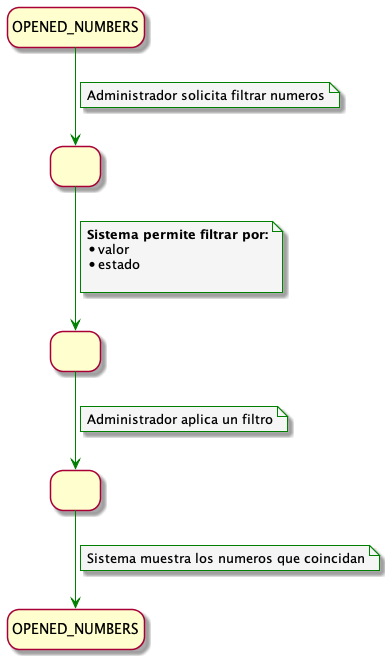 OPENED_NUMBERS
Administrador solicita filtrar numeros
Sistema permite filtrar por:
• valor
• estado
Administrador aplica un filtro
Sistema muestra los numeros que coincidan
OPENED_NUMBERS